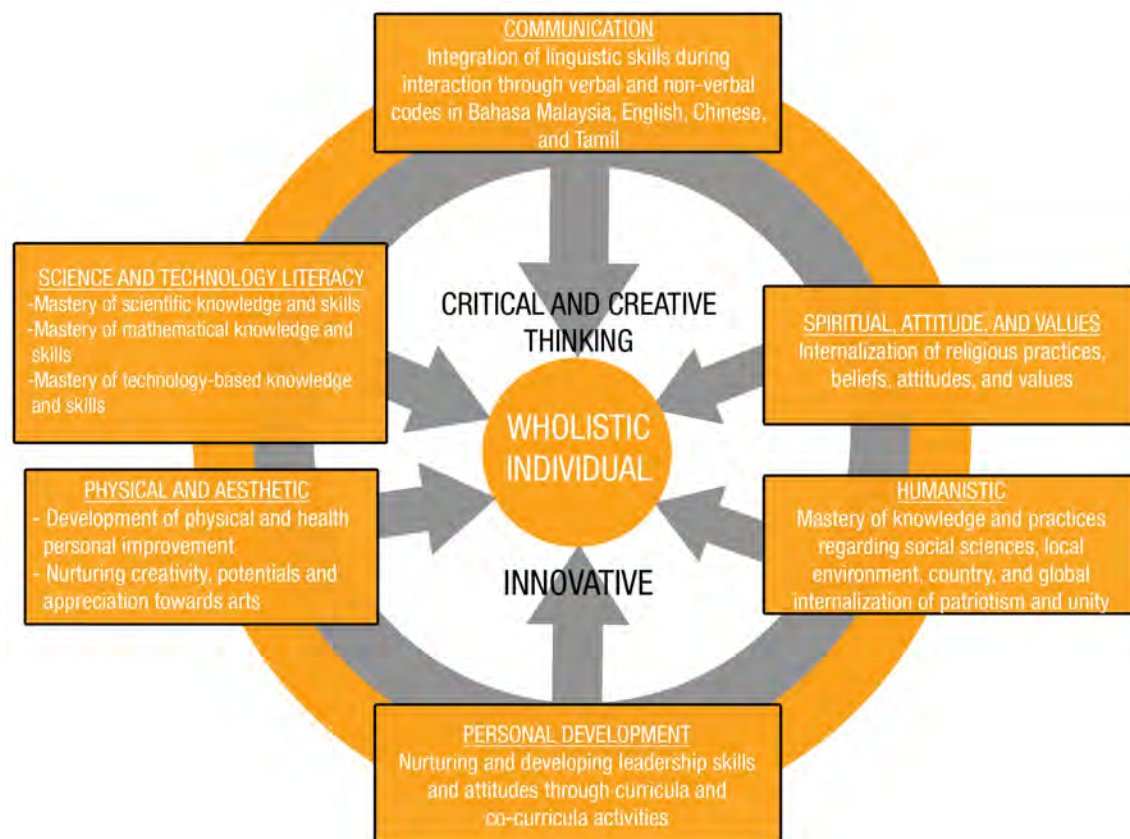 COMMUNICATION
Integration of linguistic skills during
interaction through verbal and non-verbal
codes in Bahasa Malaysia, English, Chinese,
and Tamil
SCIENCE AND TECHNOLOGY LITERACY
-Mastery of scientific knowledge and skills
-Mastery of mathematical knowledge and
skills
-Mastery of technology-based knowledge
and skills
CRITICAL AND CREATIVE
THINKING
SPIRITUAL, ATTITUDE, AND VALUES
Internalization of religious practices,
beliefs, attitudes, and values
WHOLISTIC
INDIVIDUAL
PHYSICAL AND AESTHETIC
- Development of physical and health
personal improvement
- Nurturing creativity, potentials and
appreciation towards arts
INNOVATIVE
HUMANISTIC
Mastery of knowledge and practices
regarding social sciences, local
environment, country, and global
internalization of patriotism and unity
PERSONAL DEVELOPMENT
Nurturing and developing leadership skills
and attitudes through curricula and
co-curricula activities